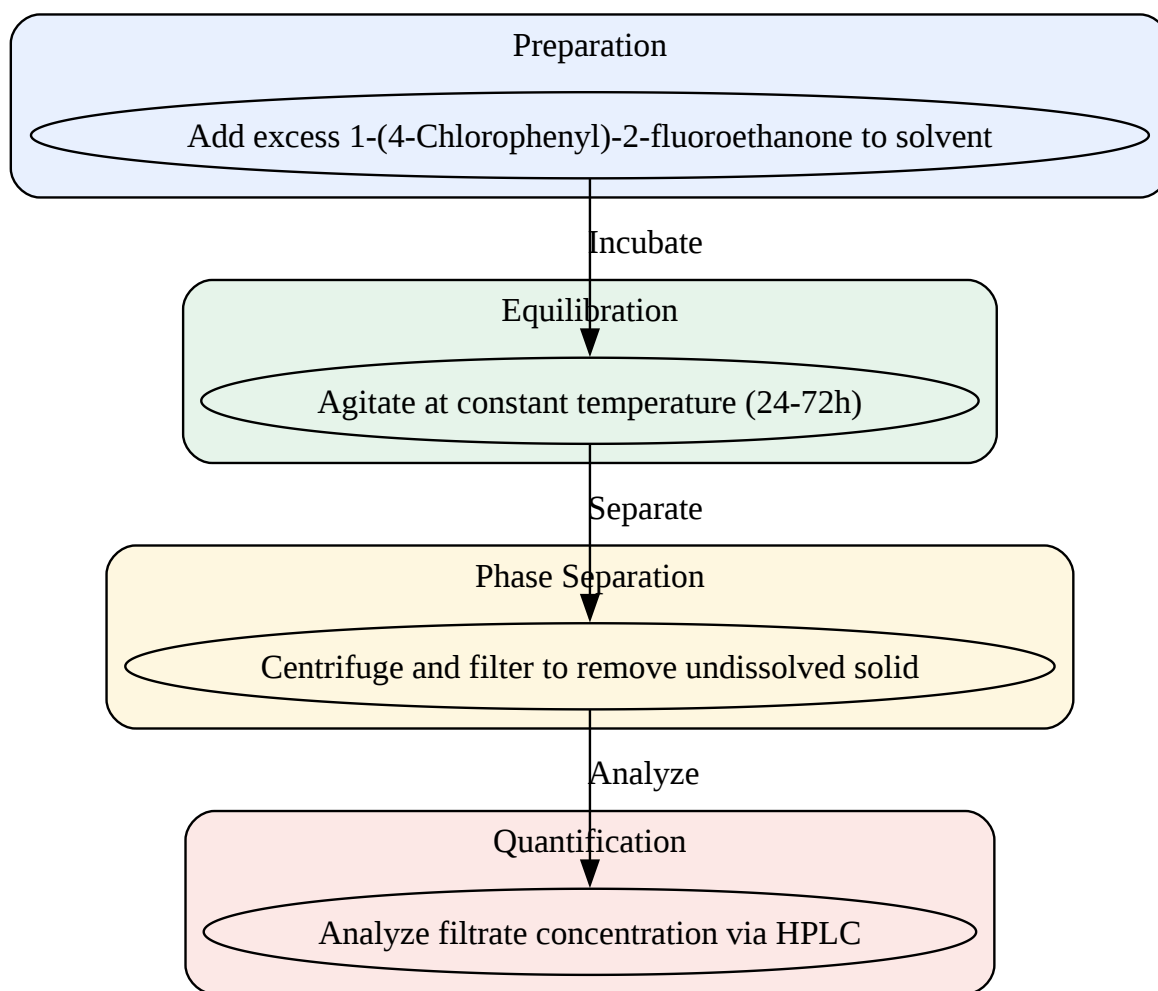 Preparation
Add excess 1-(4-Chlorophenyl)-2-fluoroethanone to solvent
Incubate
Equilibration
Agitate at constant temperature (24-72h)
Separate
Phase Separation
Centrifuge and filter to remove undissolved solid
Analyze
Quantification
Analyze filtrate concentration via HPLC